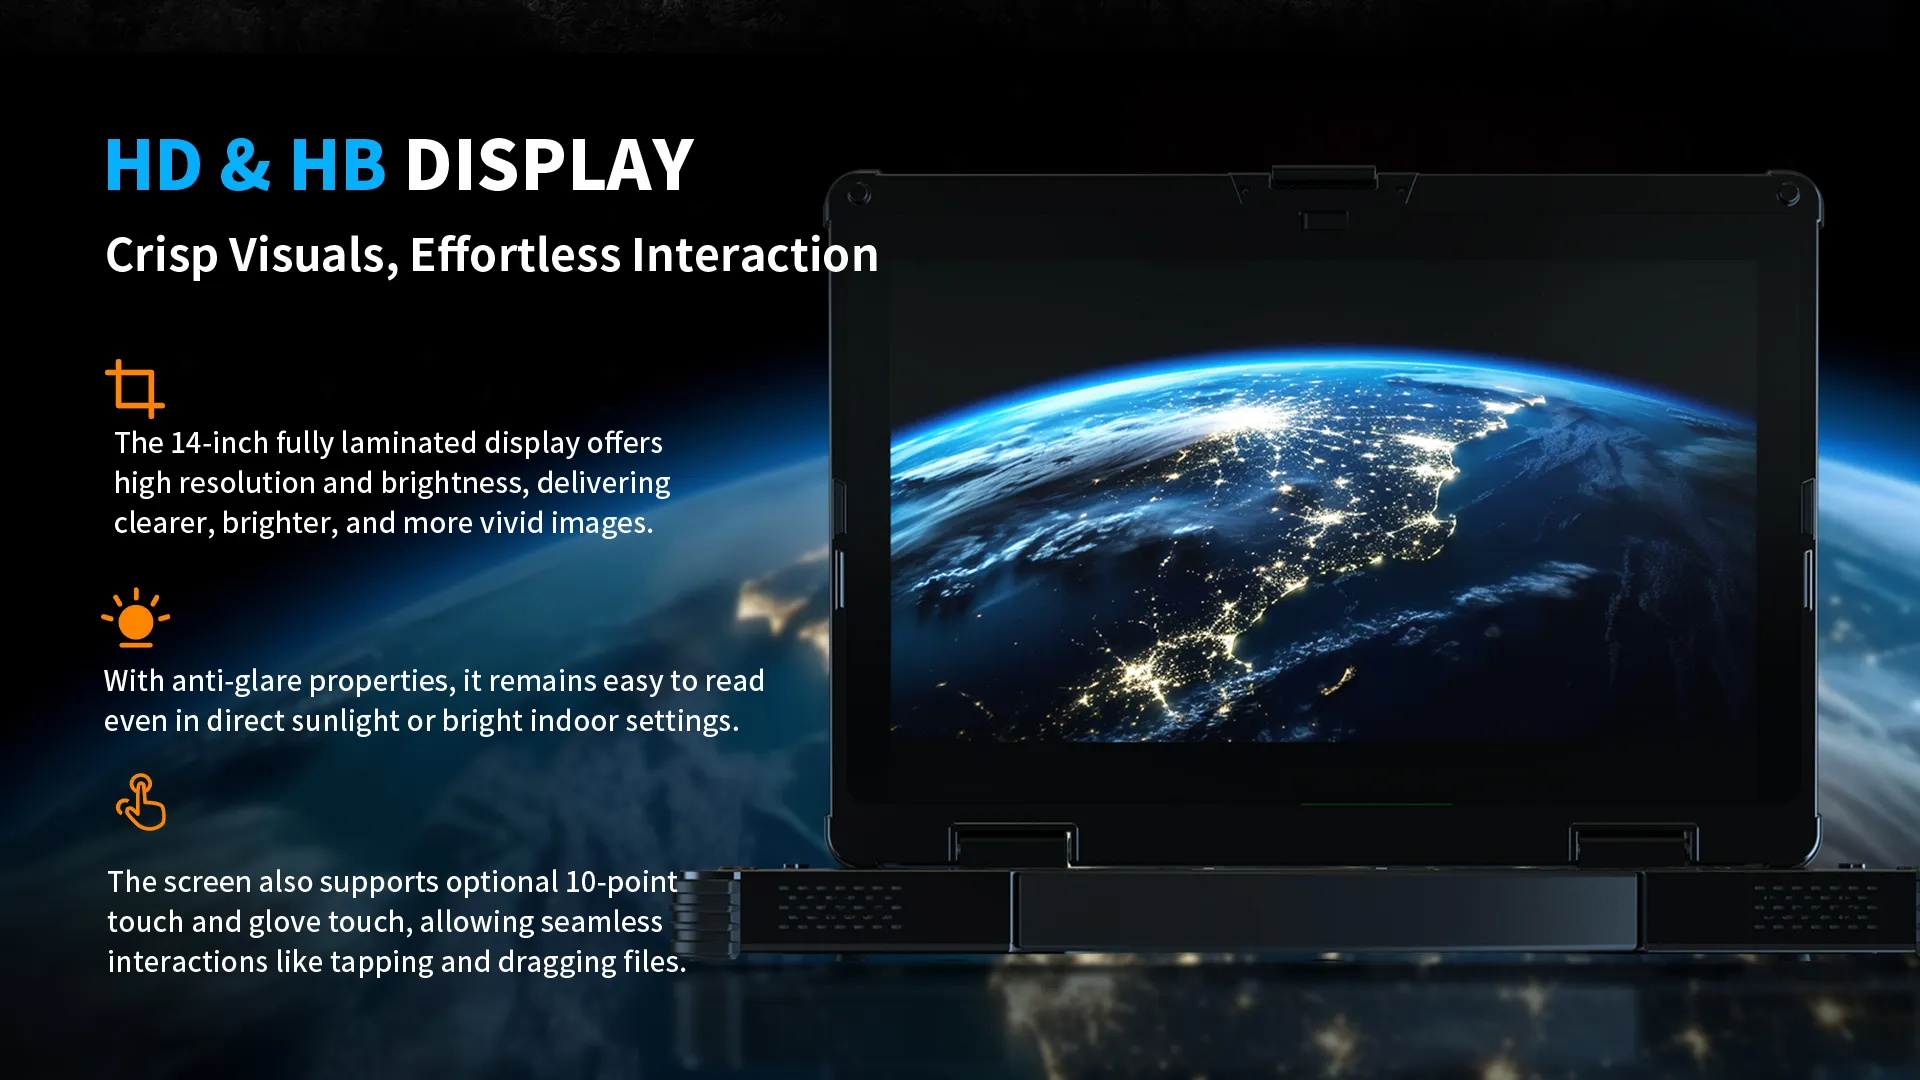 HD & HB DISPLAY
Crisp Visuals, Effortless Interaction
The 14-inch fully laminated display offers
high resolution and brightness, delivering
clearer, brighter, and more vivid images.
With anti-glare properties, it remains easy to read
even in direct sunlight or bright indoor settings.
The screen also supports optional 10-point
touch and glove touch, allowing seamless
interactions like tapping and dragging files.